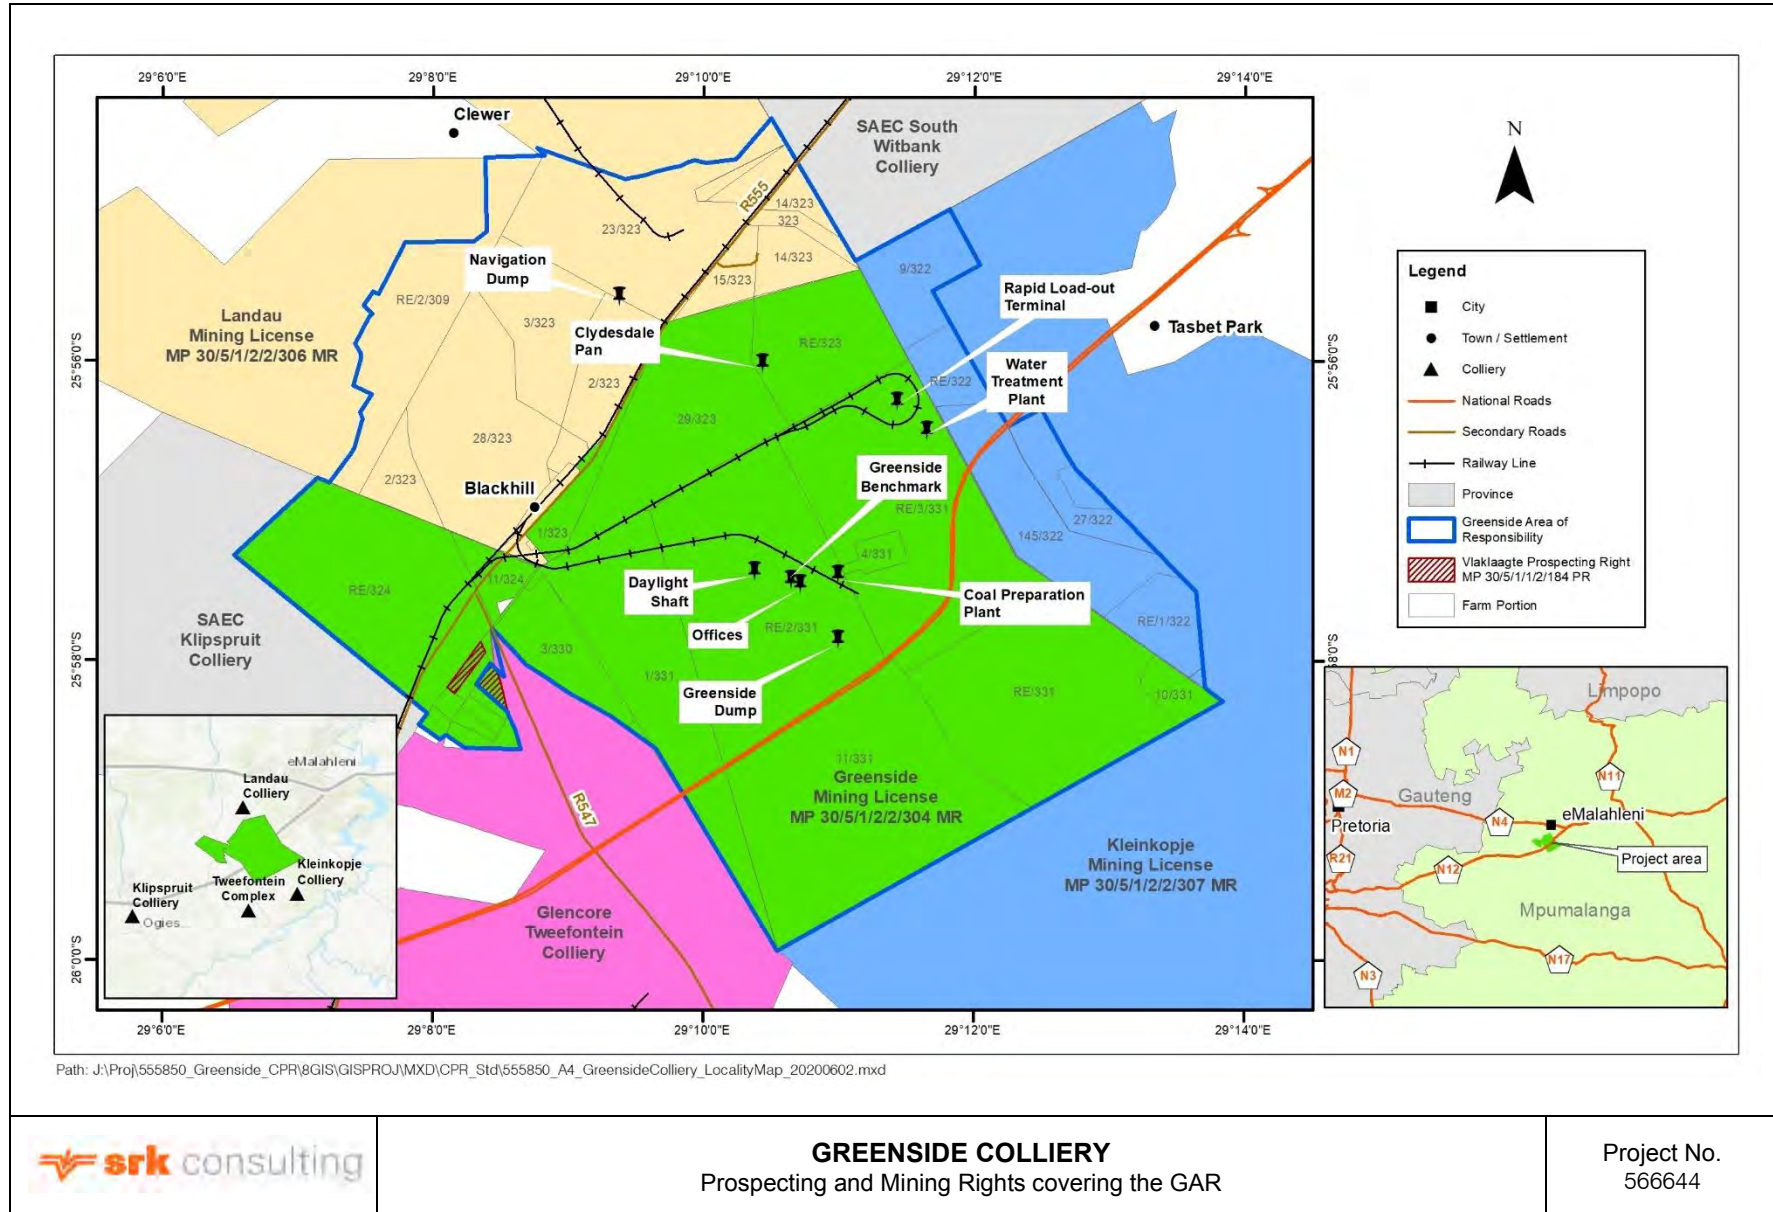 29°6'0"E
29°8'0"E
29°10'0"E
29°12'0"E
29°14'0"E
Clewer
SAEC South
Witbank
Colliery
R555
14/323
323
23/323
14/323
15/323
9/322
Navigation
Dump
RE/2/309
3/323
Rapid Load-out
Terminal
Landau
Mining License
MP 30/5/1/2/2/306 MR
Clydesdale
Pan
RE/323
Tasbet Park
25°56'0"S
25°56'0"S
2/323
RE/322
Water
Treatment
Plant
29/323
28/323
2/323
Greenside
Benchmark
Blackhill
RE/3/331
27/322
145/322
1/323
4/331
Daylight
Shaft
11/324
RE/324
Coal Preparation
Plant
Offices
RE/2/331
RE/1/322
SAEC
Klipspruit
Colliery
3/330
25°58'0"S
8'0"S
1/331
RE/331
10/331
Greenside
Dump
11/331
Greenside
Mining License
MP 30/5/1/2/2/304 MR
R547
Kleinkopje
Mining License
MP 30/5/1/2/2/307 MR
Glencore
Tweefontein
Colliery
26°0'0"S
29°6'0"E
29°8'0"E
29°10'0"E
29°12'0"E
29°14'0"E
eMalahleni
Landau
Colliery
Kleinkopje
Colliery
Tweefontein
Complex
Klipspruit
Colliery
Ogies
N
Legend
City
Town / Settlement
Colliery
National Roads
Secondary Roads
Railway Line
Province
Greenside Area of
Responsibility
Vlaklaagte Prospecting Right
MP 30/5/1/1/2/184 PR
Farm Portion
Limpopo
N1
N11
M2
Gauteng
N4
eMalahleni
Pretoria
R21
N12
Project area
Mpumalanga
N17
N3
Path: J:\Proj\555850_Greenside_CPR\8GIS\GISPROJ\MXD\CPR_Std\555850_A4_GreensideColliery_LocalityMap_20200602.mxd
srk consulting
GREENSIDE COLLIERY
Prospecting and Mining Rights covering the GAR
Project No.
566644